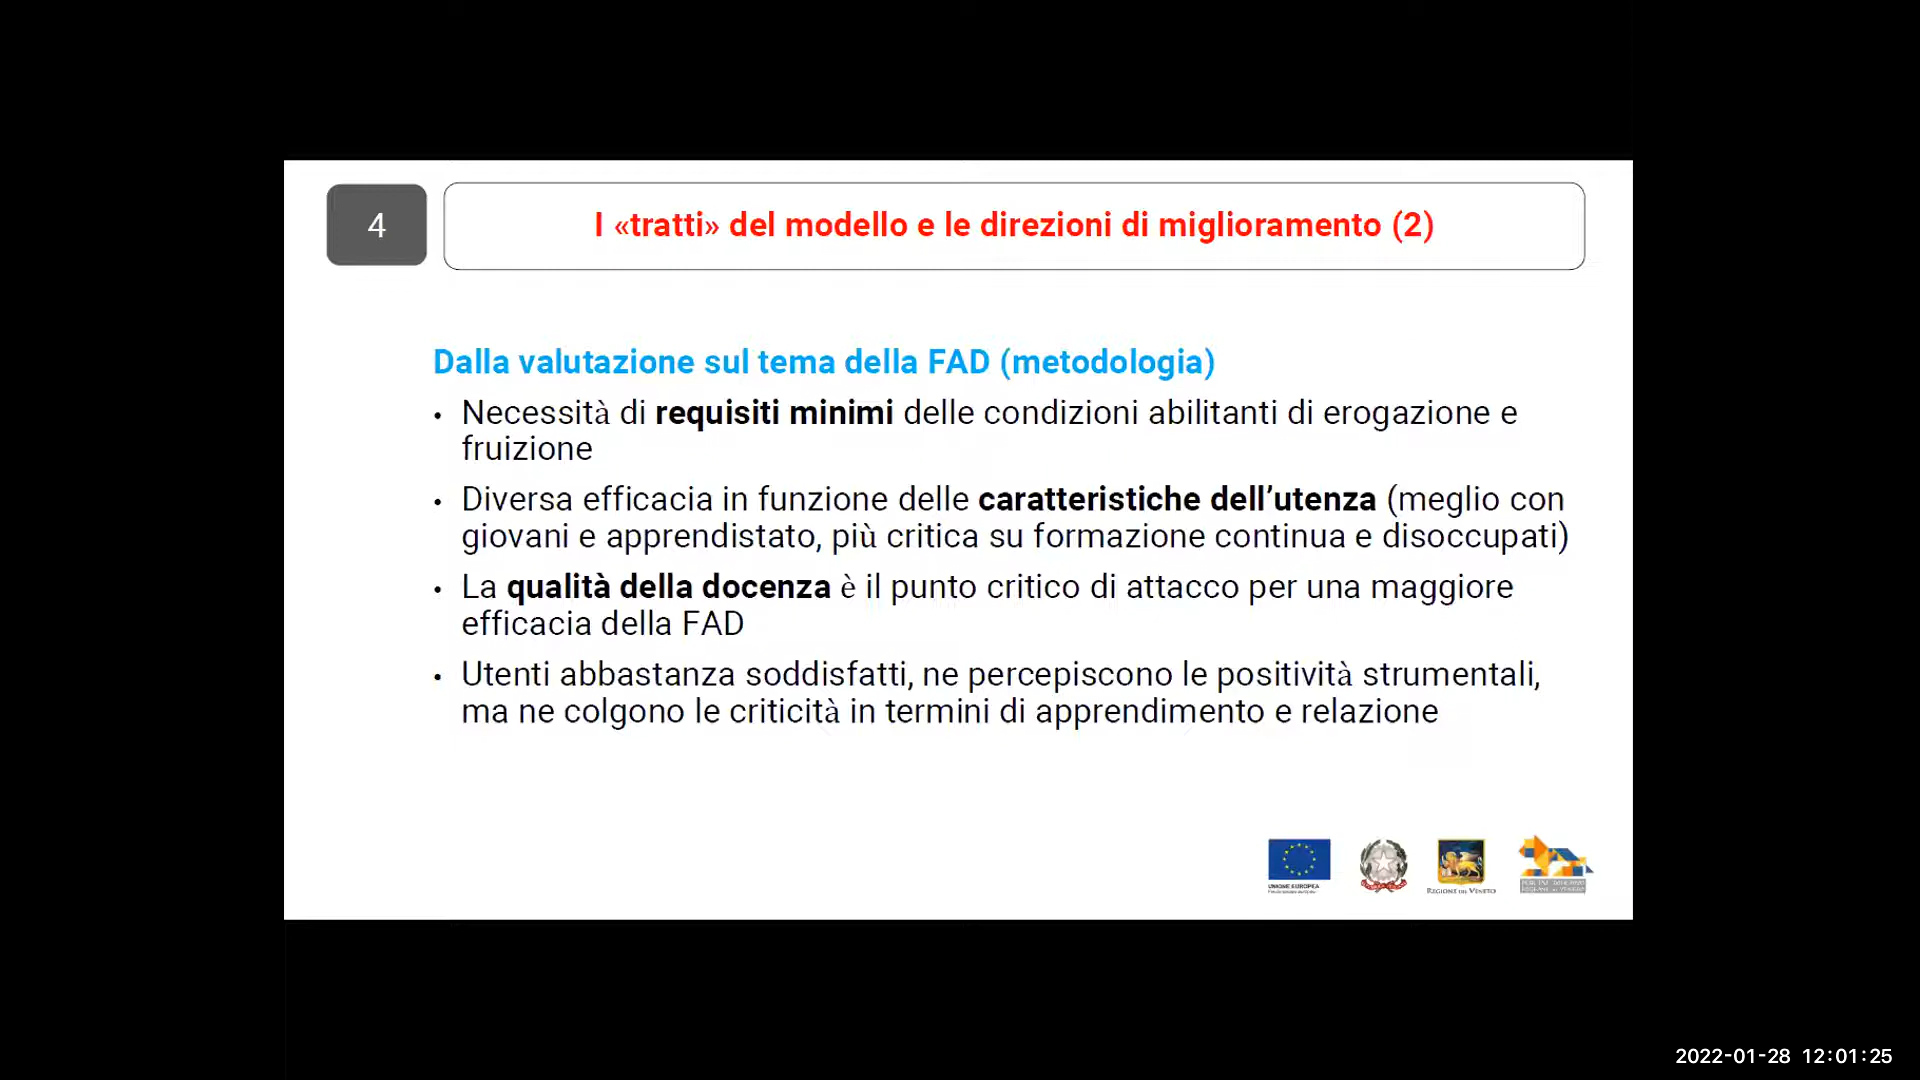 4
I «tratti» del modello e le direzioni di miglioramento (2)
Dalla valutazione sul tema della FAD (metodologia)
• Necessità di requisiti minimi delle condizioni abilitanti di erogazione e
fruizione
• Diversa efficacia in funzione delle caratteristiche dell’utenza (meglio con
giovani e apprendistato, più critica su formazione continua e disoccupati)
• La qualità della docenza è il punto critico di attacco per una maggiore
efficacia della FAD
• Utenti abbastanza soddisfatti, ne percepiscono le positività strumentali,
ma ne colgono le criticità in termini di apprendimento e relazione
UNIONE EUROPEA
REGIONE DEL VENETO
2022-01-28 12:01:25